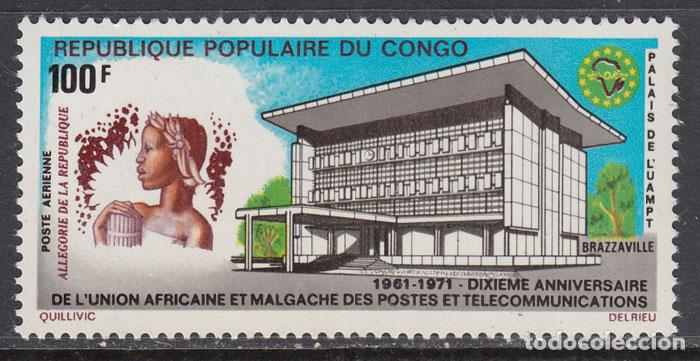 REPUBLIQUE POPULAIRE DU CONGO
100F
POSTE AERIENNE
ALLEGORIE DE LA REPUBLIQUE
PALAIS DE L'UAMPT
BRAZZAVILLE
1961-1971 - DIXIEME ANNIVERSAIRE
DE L'UNION AFRICAINE ET MALGACHE DES POSTES ET TELECOMMUNICATIONS
QUILLIVIC
DELRIEU
todocoleccion